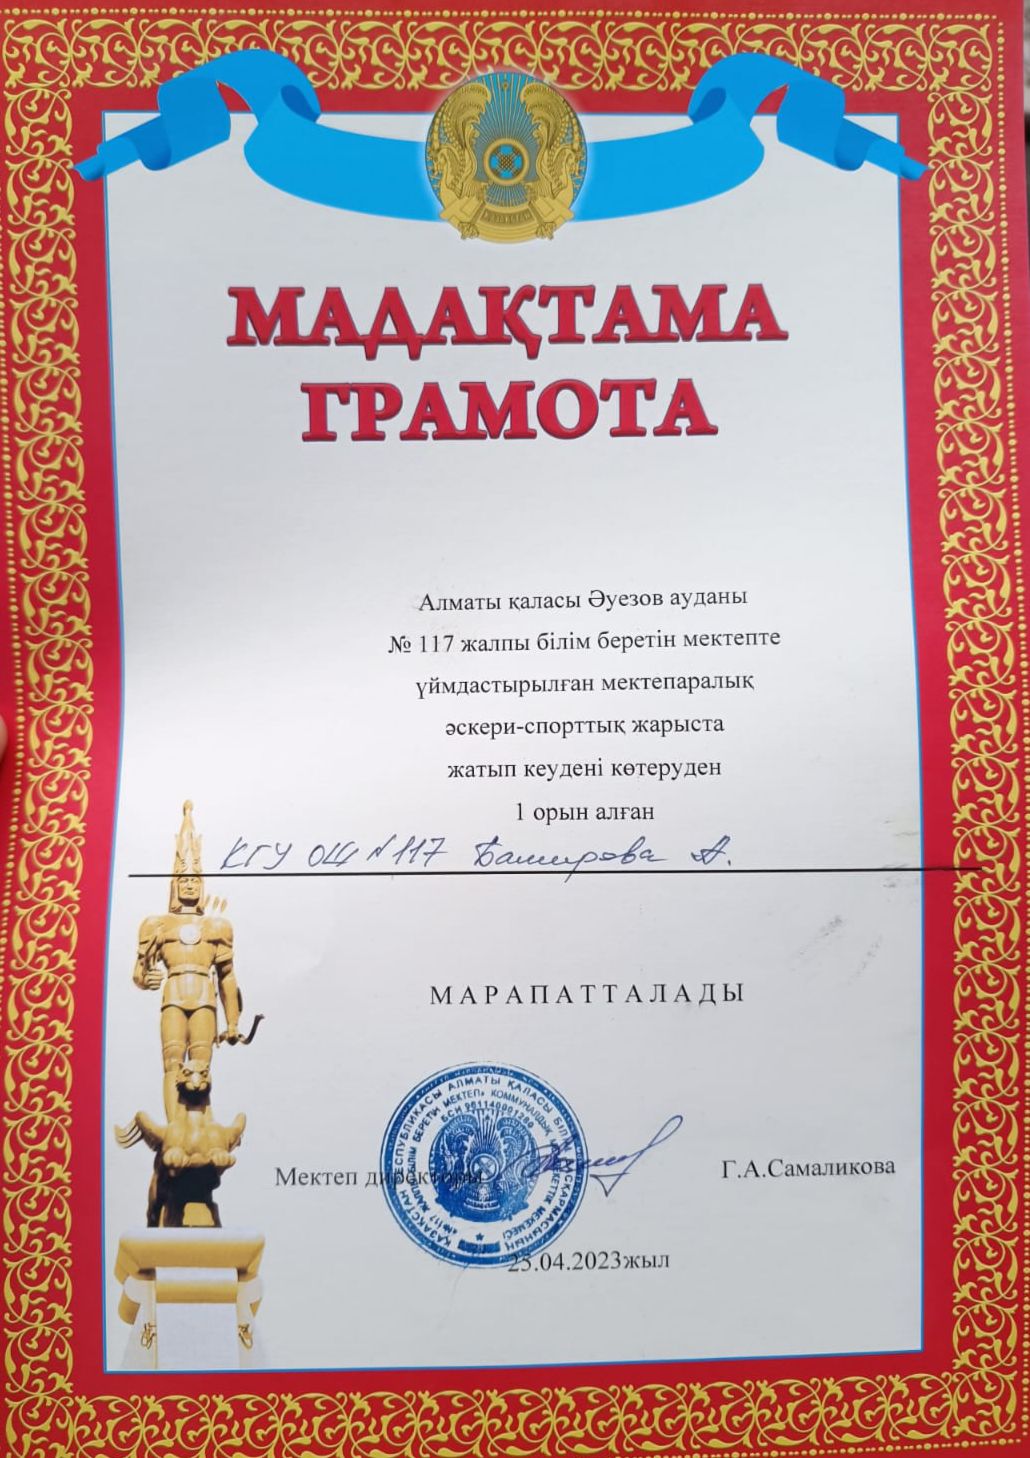 МАДАҚТАМА
ГРАМОТА
Алматы қаласы Әуезов ауданы
№ 117 жалпы білім беретін мектепте
үймдастырылған мектепаралық
әскери-спорттық жарыста
жатып кеудені көтеруден
1 орын алған
КГУ ОШ №117 Баширова А.
МАРАПАТТАЛАДЫ
Мектеп директоры
Г.А.Самаликова
25.04.2023жыл